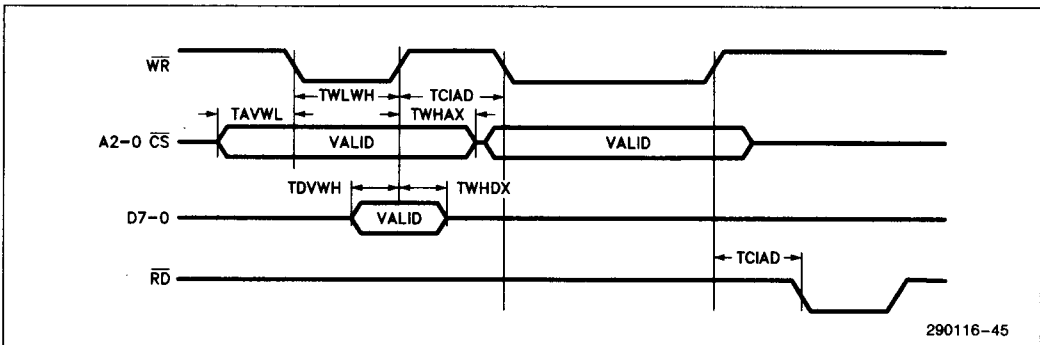 WR
TWLWH TCIAD
TAVWL TWHAX
A2-0 CS VALID VALID
TDVWH TWHDX
D7-0 VALID
TCIAD
RD
290116-45